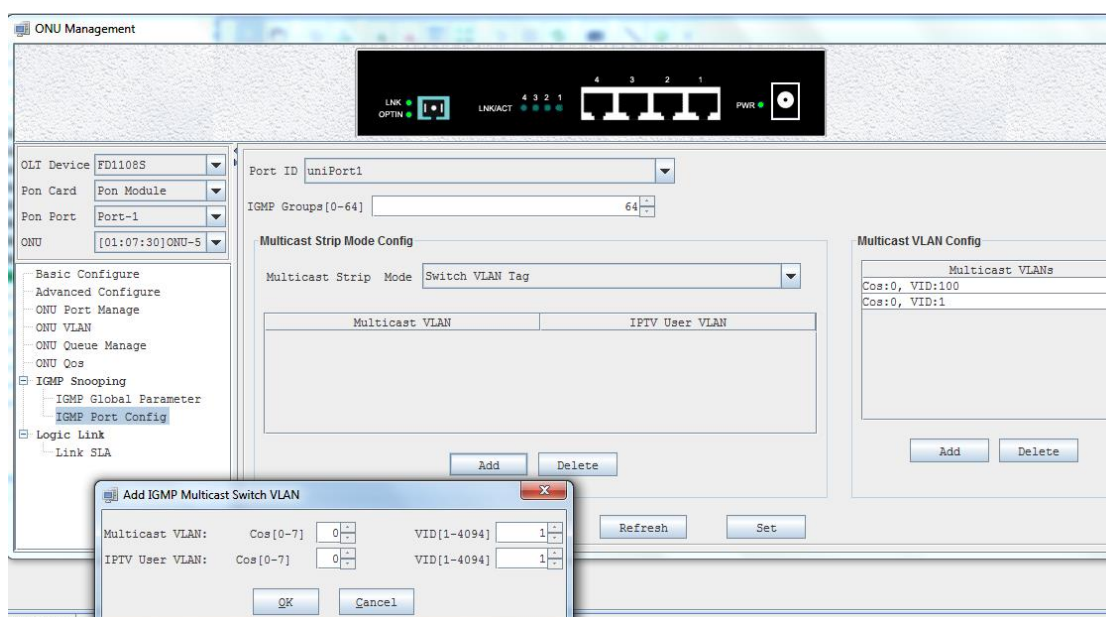 ONU Management
4 3 2 1
LNK
OPTIN
LNK/ACT
4 3 2 1
PWR
OLT Device FD1108S
Pon Card Pon Module
Pon Port Port-1
ONU [01:07:30]ONU-5
Basic Configure
Advanced Configure
ONU Port Manage
ONU VLAN
ONU Queue Manage
ONU Qos
IGMP Snooping
IGMP Global Parameter
IGMP Port Config
Logic Link
Link SLA
Port ID uniPort1
IGMP Groups[0-64] 64
Multicast Strip Mode Config
Multicast Strip Mode Switch VLAN Tag
Multicast VLAN IPTV User VLAN
Add Delete
Multicast VLAN Config
Multicast VLANs
Cos:0, VID:100
Cos:0, VID:1
Add Delete
Refresh Set
Add IGMP Multicast Switch VLAN
Multicast VLAN: Cos[0-7] 0 VID[1-4094] 1
IPTV User VLAN: Cos[0-7] 0 VID[1-4094] 1
OK Cancel